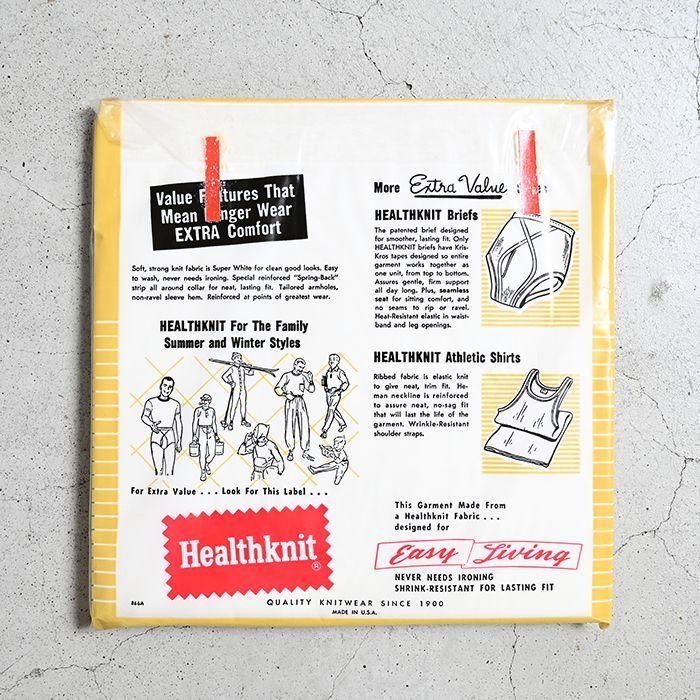 Value F tures That
Mean nger Wear
EXTRA Comfort
Soft, strong knit fabric is Super White for clean good looks. Easy
to wash, never needs ironing. Special reinforced "Spring-Back"
strip all around collar for neat, lasting fit. Tailored armholes,
non-ravel sleeve hem. Reinforced at points of greatest wear.
HEALTHKNIT For The Family
Summer and Winter Styles
For Extra Value . . . Look For This Label . . .
Healthknit®
More Extra Value
HEALTHKNIT Briefs
The patented brief designed
for smoother, lasting fit. Only
HEALTHKNIT briefs have Kris-
Kros tapes designed so entire
garment works together as
one unit, from top to bottom.
Assures gentle, firm support
all day long. Plus, seamless
seat for sitting comfort, and
no seams to rip or ravel.
Heat-Resistant elastic in waist-
band and leg openings.
HEALTHKNIT Athletic Shirts
Ribbed fabric is elastic knit
to give neat, trim fit. He-
man neckline is reinforced
to assure neat, no-sag fit
that will last the life of the
garment. Wrinkle-Resistant
shoulder straps.
This Garment Made From
a Healthknit Fabric . . .
designed for
Easy Living
NEVER NEEDS IRONING
SHRINK-RESISTANT FOR LASTING FIT
866A
QUALITY KNITWEAR SINCE 1900
MADE IN U.S.A.